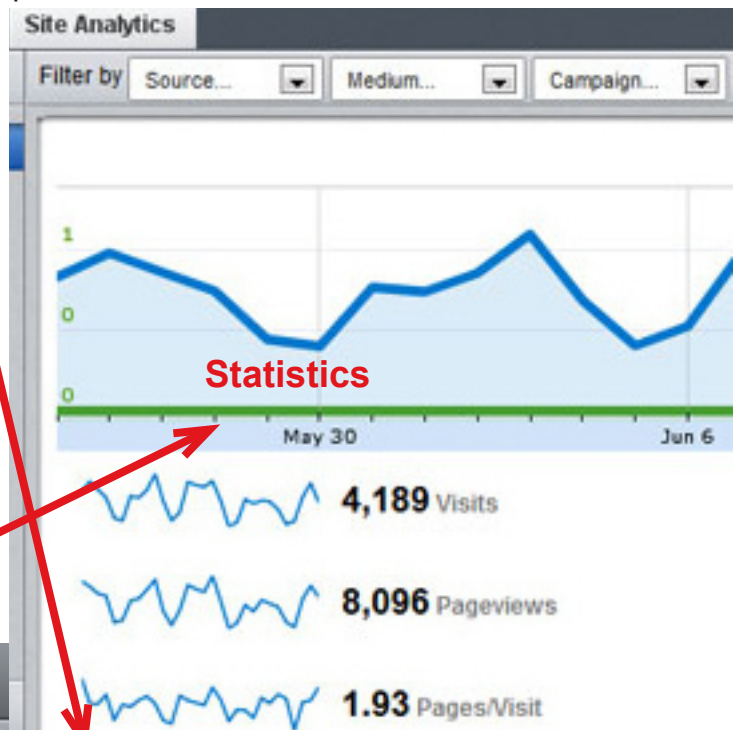 Site Analytics
Filter by Source... Medium... Campaign...
1
0
Statistics
0
May 30 Jun 6
4,189 Visits
8,096 Pageviews
1.93 Pages/Visit